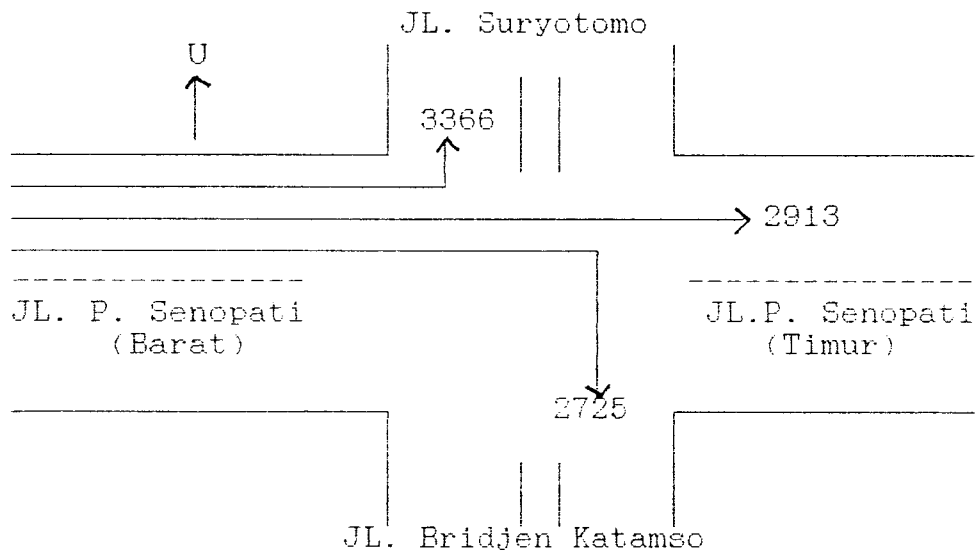 JL. Suryotomo
U
3366
2913
JL. P. Senopati
(Barat)
JL.P. Senopati
(Timur)
2725
JL. Bridjen Katamso